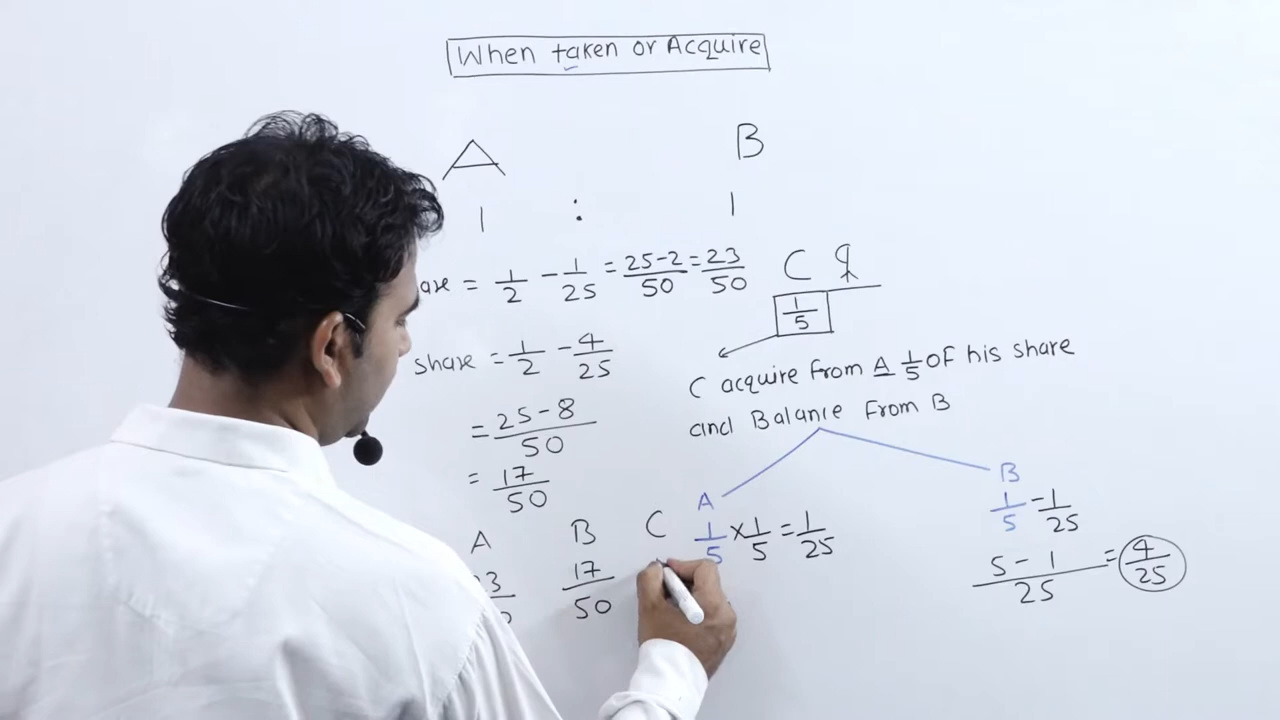 When taken or Acquire
A B
1 : 1
are = 1/2 - 1/25 = 25-2/50 = 23/50
C
1/5
share = 1/2 - 4/25
= 25-8/50
= 17/50
C acquire from A 1/5 of his share
and Balance from B
A
1/5 × 1/5 = 1/25
B
1/5 - 1/25
5-1/25 = 4/25
A B C
3 17/50